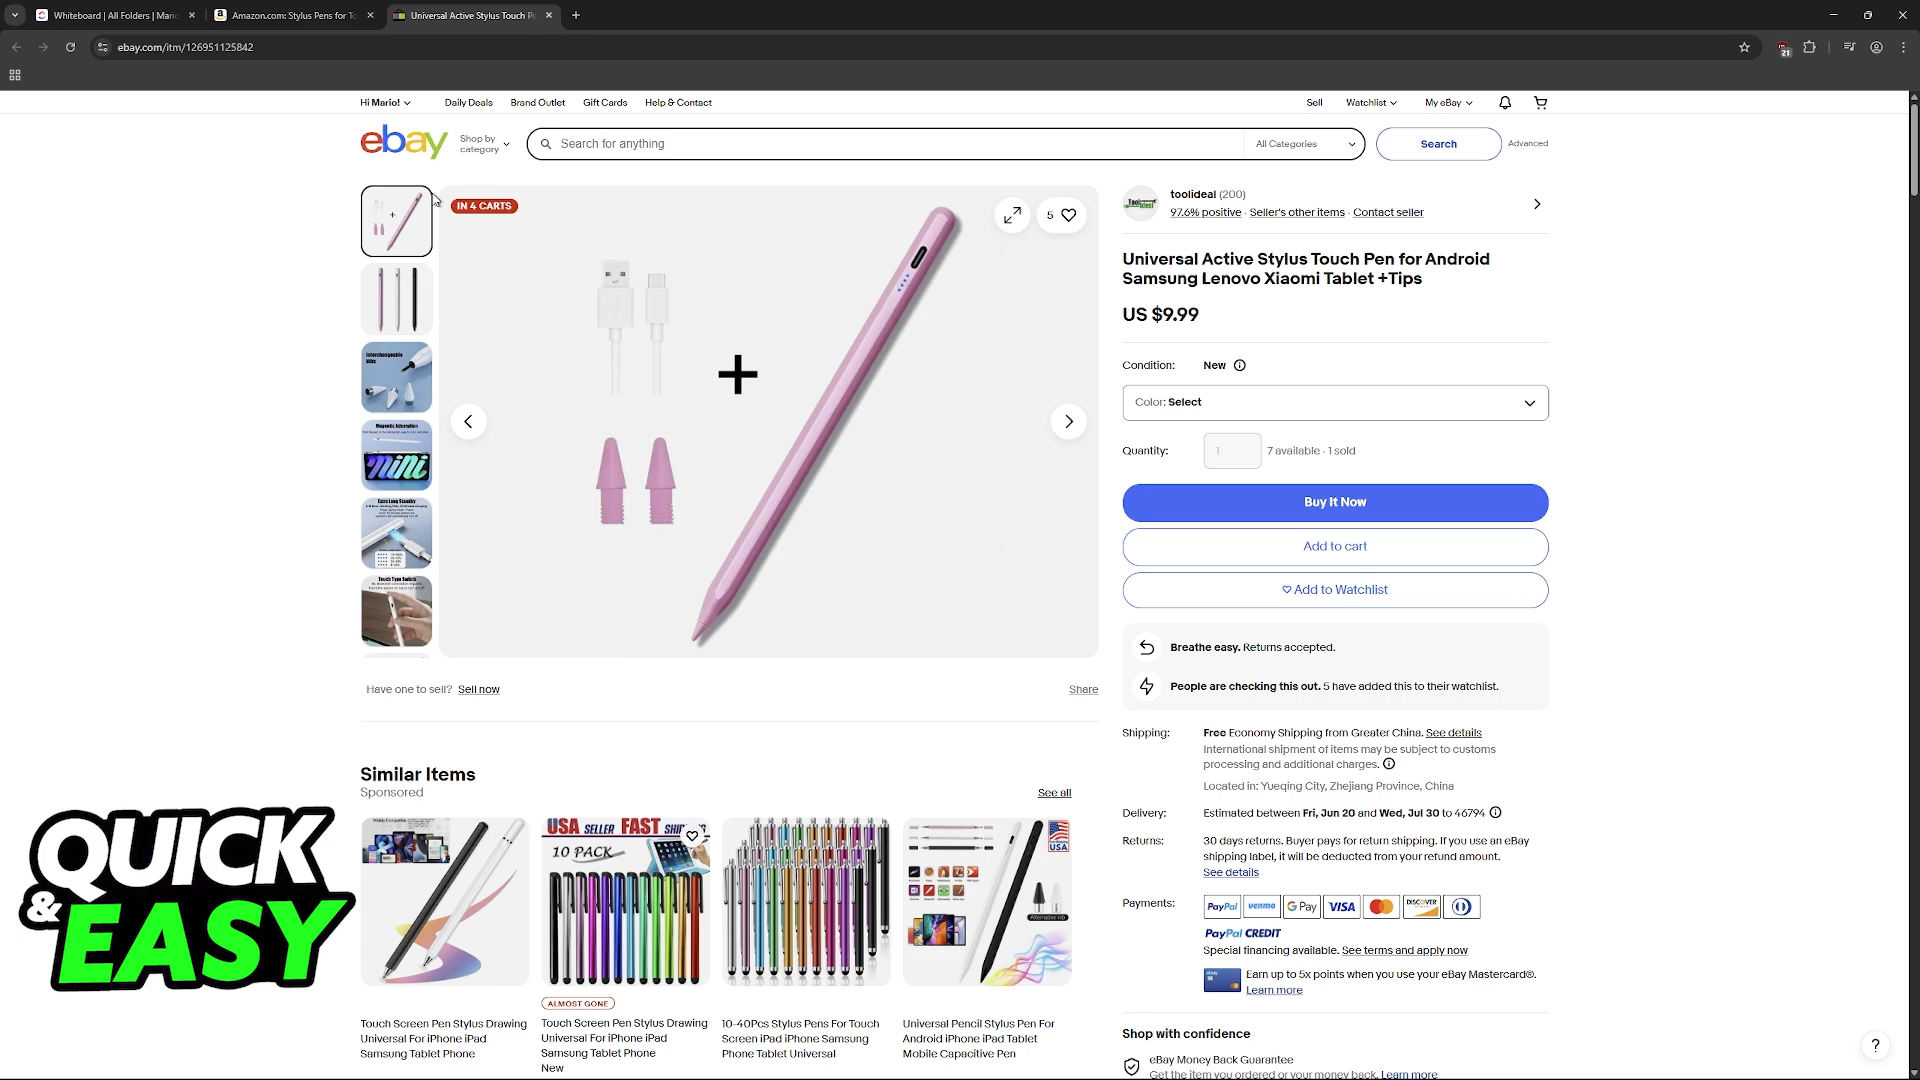 Whiteboard | All Folders | Mario
Amazon.com: Stylus Pens for To
Universal Active Stylus Touch Pe
ebay.com/itm/126951125842
21
Hi Mario!
Daily Deals
Brand Outlet
Gift Cards
Help & Contact
Sell
Watchlist
My eBay
ebay
Shop by
category
Search for anything
All Categories
Search
Advanced
IN 4 CARTS
5
Interchangeable
Nibs
Magnetic Adsorption
mini
Extra Long Standby
Touch Type Switch
Have one to sell? Sell now
Share
toolideal (200)
97.6% positive · Seller's other items · Contact seller
Universal Active Stylus Touch Pen for Android
Samsung Lenovo Xiaomi Tablet +Tips
US $9.99
Condition:
New
Color: Select
Quantity:
1
7 available · 1 sold
Buy It Now
Add to cart
Add to Watchlist
Breathe easy. Returns accepted.
People are checking this out. 5 have added this to their watchlist.
Shipping:
Free Economy Shipping from Greater China. See details
International shipment of items may be subject to customs
processing and additional charges.
Located in: Yueqing City, Zhejiang Province, China
Delivery:
Estimated between Fri, Jun 20 and Wed, Jul 30 to 46794
Returns:
30 days returns. Buyer pays for return shipping. If you use an eBay
shipping label, it will be deducted from your refund amount.
See details
Payments:
PayPal
venmo
G Pay
VISA
DISCOVER
PayPal CREDIT
Special financing available. See terms and apply now
Earn up to 5x points when you use your eBay Mastercard®.
Learn more
Shop with confidence
eBay Money Back Guarantee
Get the item you ordered or your money back. Learn more
?
Similar Items
Sponsored
See all
USA SELLER FAST
10 PACK
USA
Alternative nib
ALMOST GONE
Touch Screen Pen Stylus Drawing
Universal For iPhone iPad
Samsung Tablet Phone
Touch Screen Pen Stylus Drawing
Universal For iPhone iPad
Samsung Tablet Phone
New
10-40Pcs Stylus Pens For Touch
Screen iPad iPhone Samsung
Phone Tablet Universal
Universal Pencil Stylus Pen For
Android iPhone iPad Tablet
Mobile Capacitive Pen
QUICK
& EASY